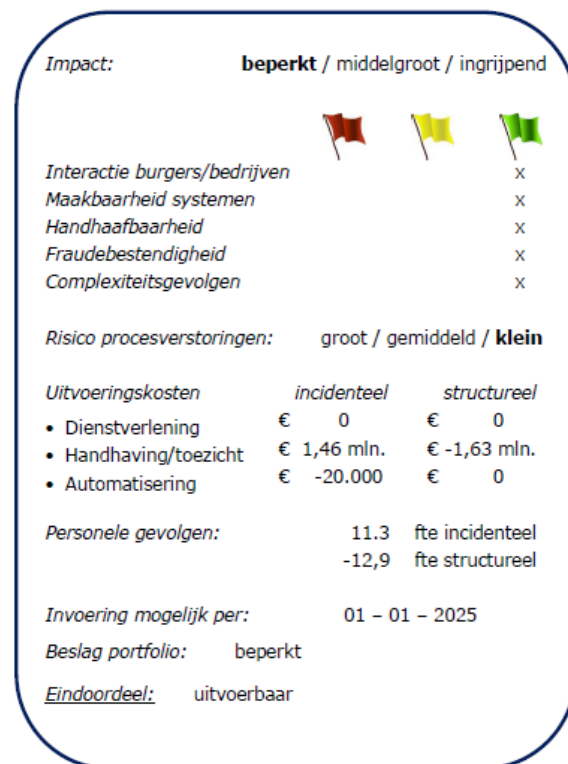 Impact: beperkt / middelgroot / ingrijpend
Interactie burgers/bedrijven x
Maakbaarheid systemen x
Handhaafbaarheid x
Fraudebestendigheid x
Complexiteitsgevolgen x
Risico procesverstoringen: groot / gemiddeld / klein
Uitvoeringskosten incidenteel structureel
• Dienstverlening € 0 € 0
• Handhaving/toezicht € 1,46 mln. € -1,63 mln.
• Automatisering € -20.000 € 0
Personele gevolgen: 11.3 fte incidenteel
-12,9 fte structureel
Invoering mogelijk per: 01 – 01 – 2025
Beslag portfolio: beperkt
Eindoordeel: uitvoerbaar